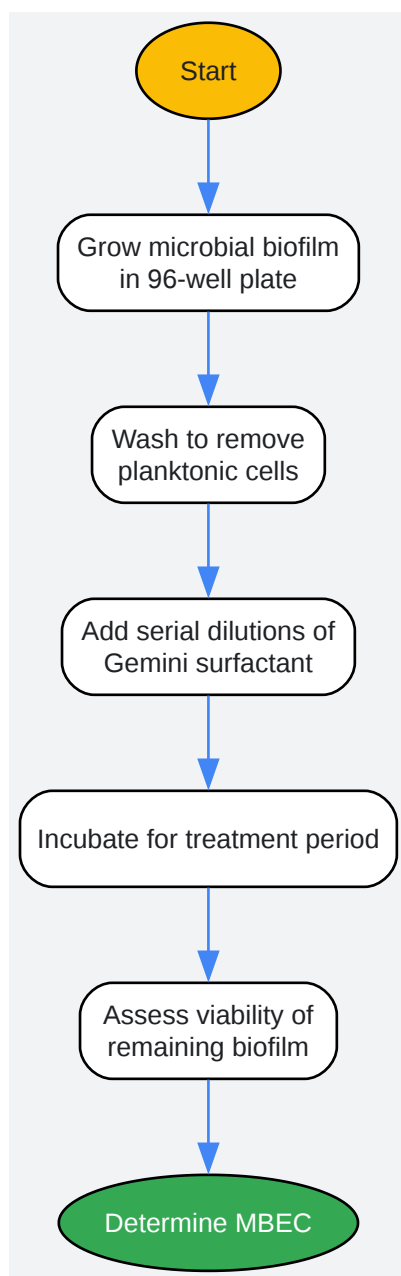 Start
Grow microbial biofilm
in 96-well plate
Wash to remove
planktonic cells
Add serial dilutions of
Gemini surfactant
Incubate for treatment period
Assess viability of
remaining biofilm
Determine MBEC